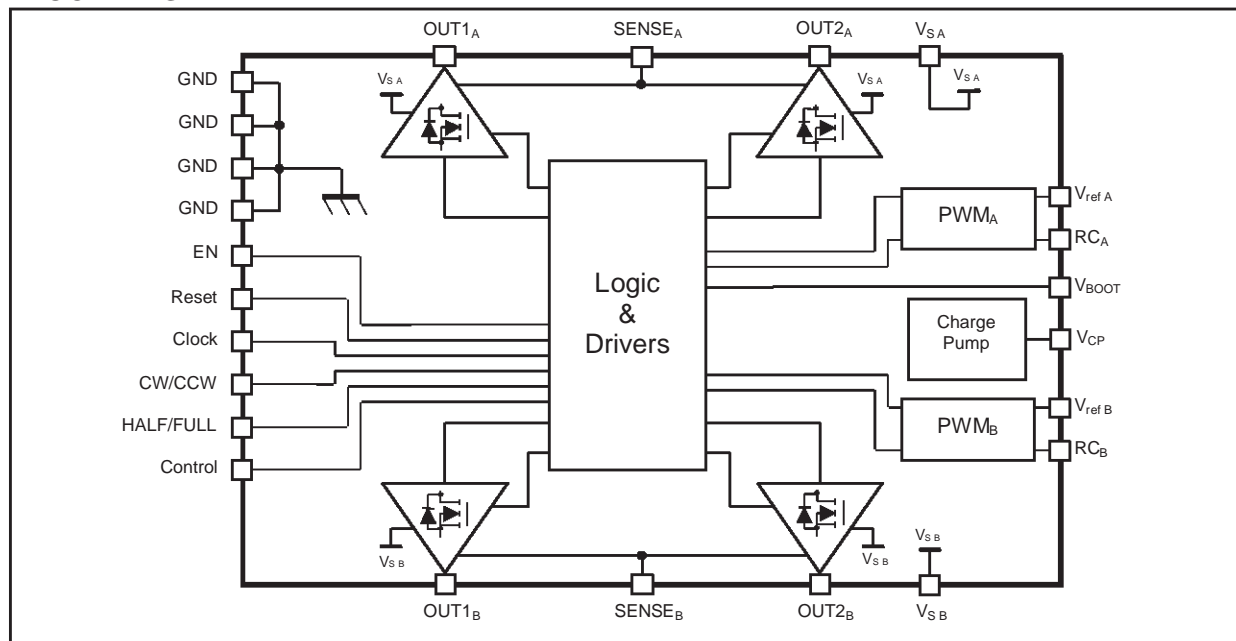 OUT1A
SENSEA
OUT2A
VS A
GND
GND
GND
GND
EN
Reset
Clock
CW/CCW
HALF/FULL
Control
VS A
VS A
VS A
Logic
&
Drivers
PWMA
Vref A
RCA
VBOOT
Charge
Pump
VCP
PWMB
Vref B
RCB
VS B
VS B
VS B
OUT1B
SENSEB
OUT2B
VS B